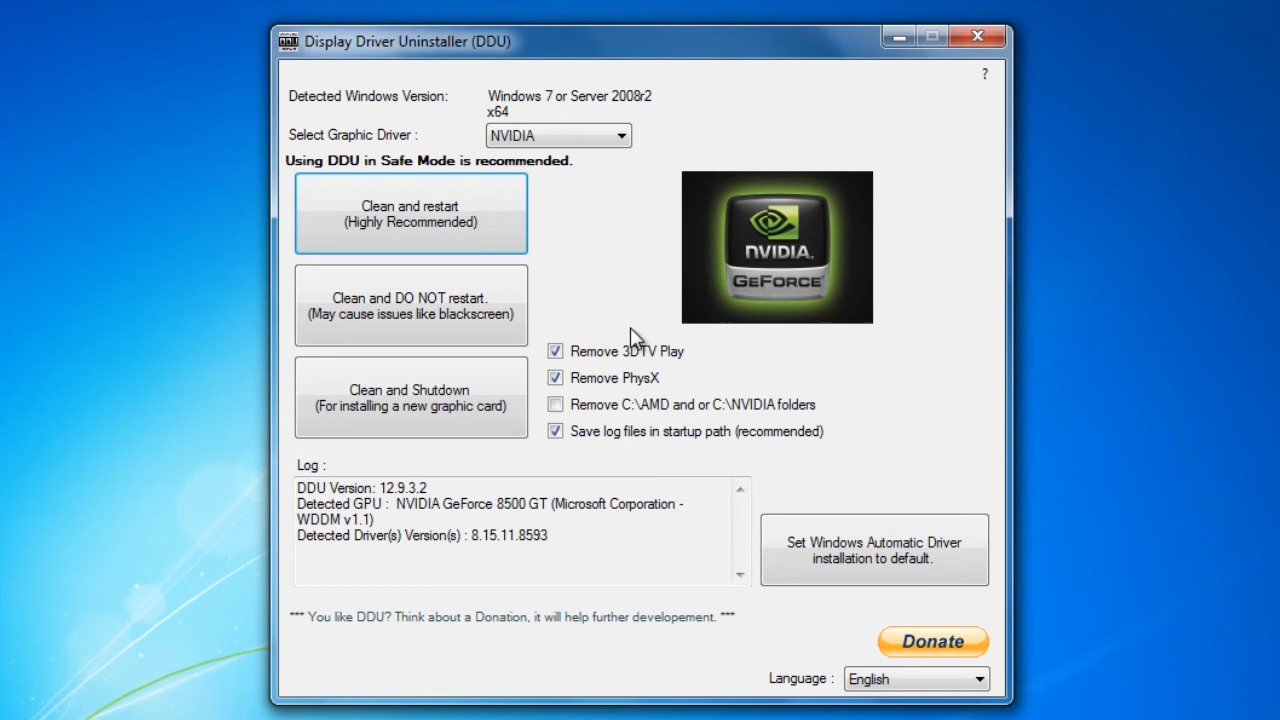 Display Driver Uninstaller (DDU)
?
Detected Windows Version:
Windows 7 or Server 2008r2
x64
Select Graphic Driver :
NVIDIA
Using DDU in Safe Mode is recommended.
Clean and restart
(Highly Recommended)
NVIDIA.
GEFORCE
Clean and DO NOT restart.
(May cause issues like blackscreen)
Remove 3DTV Play
Remove PhysX
Clean and Shutdown
(For installing a new graphic card)
Remove C:\AMD and or C:\NVIDIA folders
Save log files in startup path (recommended)
Log :
DDU Version: 12.9.3.2
Detected GPU :  NVIDIA GeForce 8500 GT (Microsoft Corporation -
WDDM v1.1)
Detected Driver(s) Version(s) : 8.15.11.8593
Set Windows Automatic Driver
installation to default.
*** You like DDU? Think about a Donation, it will help further developement. ***
Donate
Language :
English